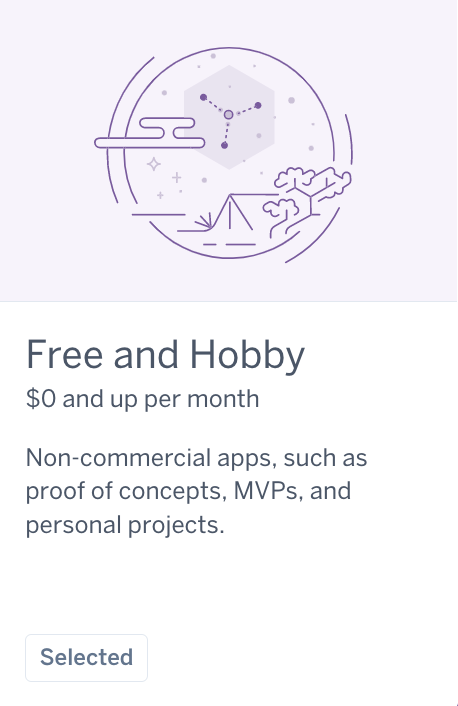 Free and Hobby
$0 and up per month
Non-commercial apps, such as
proof of concepts, MVPs, and
personal projects.
Selected